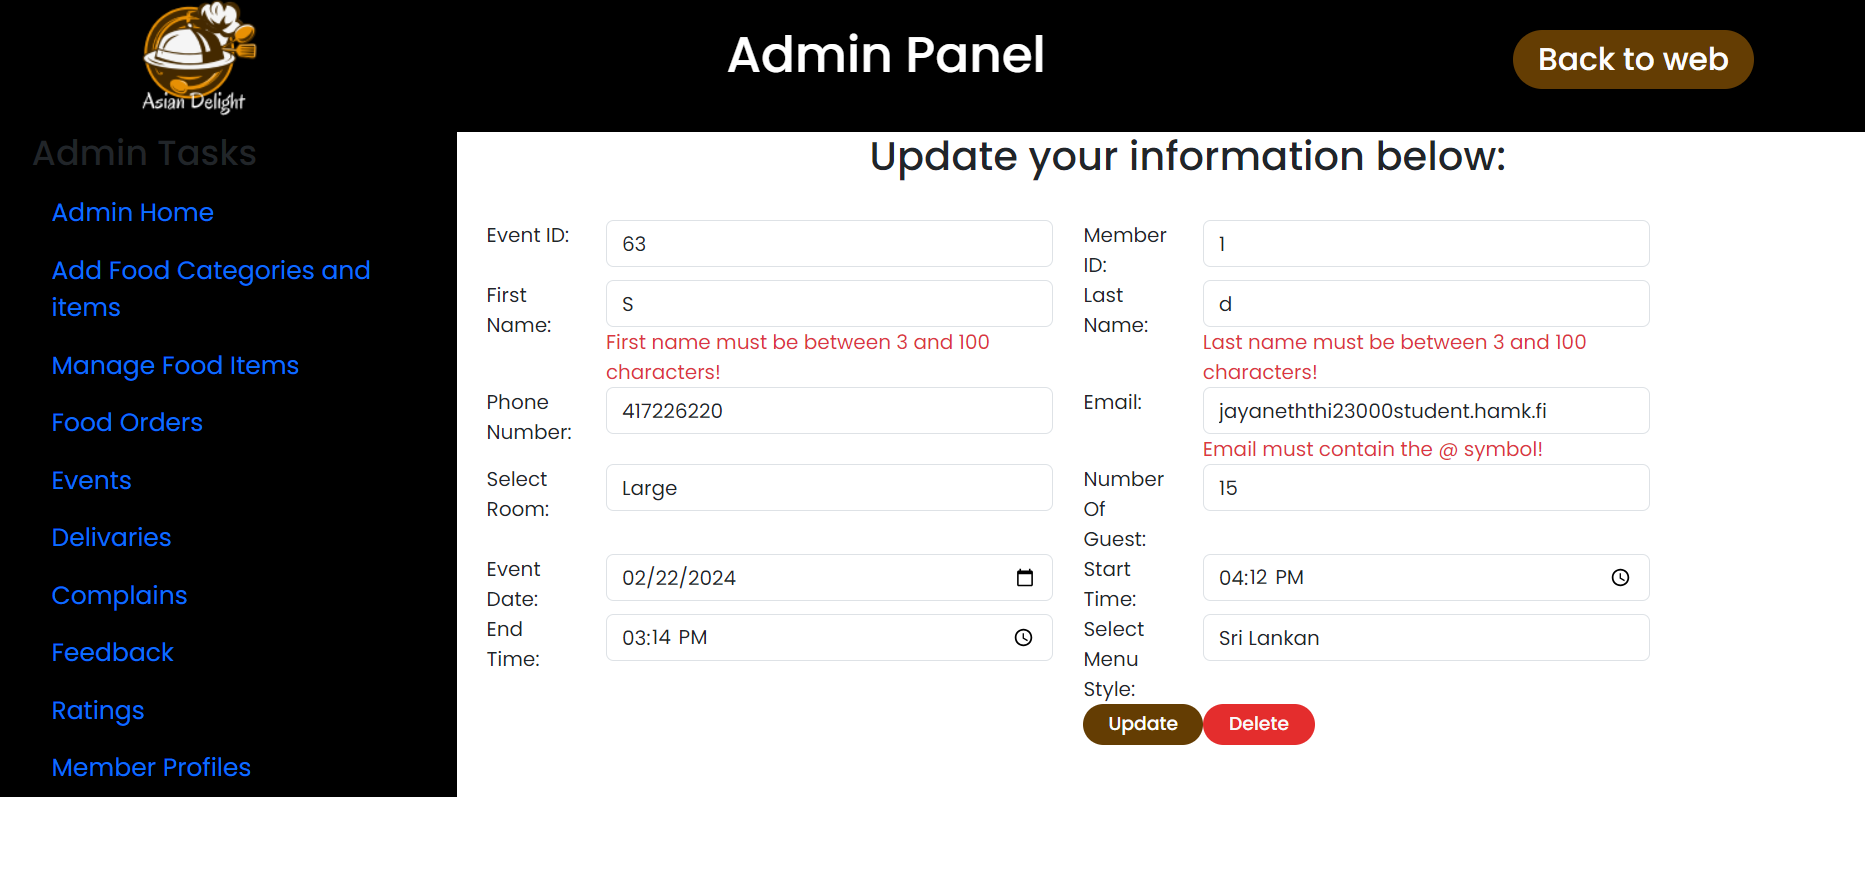 Asian Delight
Admin Panel
Back to web
Admin Tasks
Admin Home
Add Food Categories and
items
Manage Food Items
Food Orders
Events
Delivaries
Complains
Feedback
Ratings
Member Profiles
Update your information below:
Event ID:
63
Member
ID:
1
First
Name:
S
First name must be between 3 and 100
characters!
Last
Name:
d
Last name must be between 3 and 100
characters!
Phone
Number:
417226220
Email:
jayaneththi23000student.hamk.fi
Email must contain the @ symbol!
Select
Room:
Large
Number
Of
Guest:
15
Event
Date:
02/22/2024
Start
Time:
04:12 PM
End
Time:
03:14 PM
Select
Menu
Style:
Sri Lankan
Update
Delete